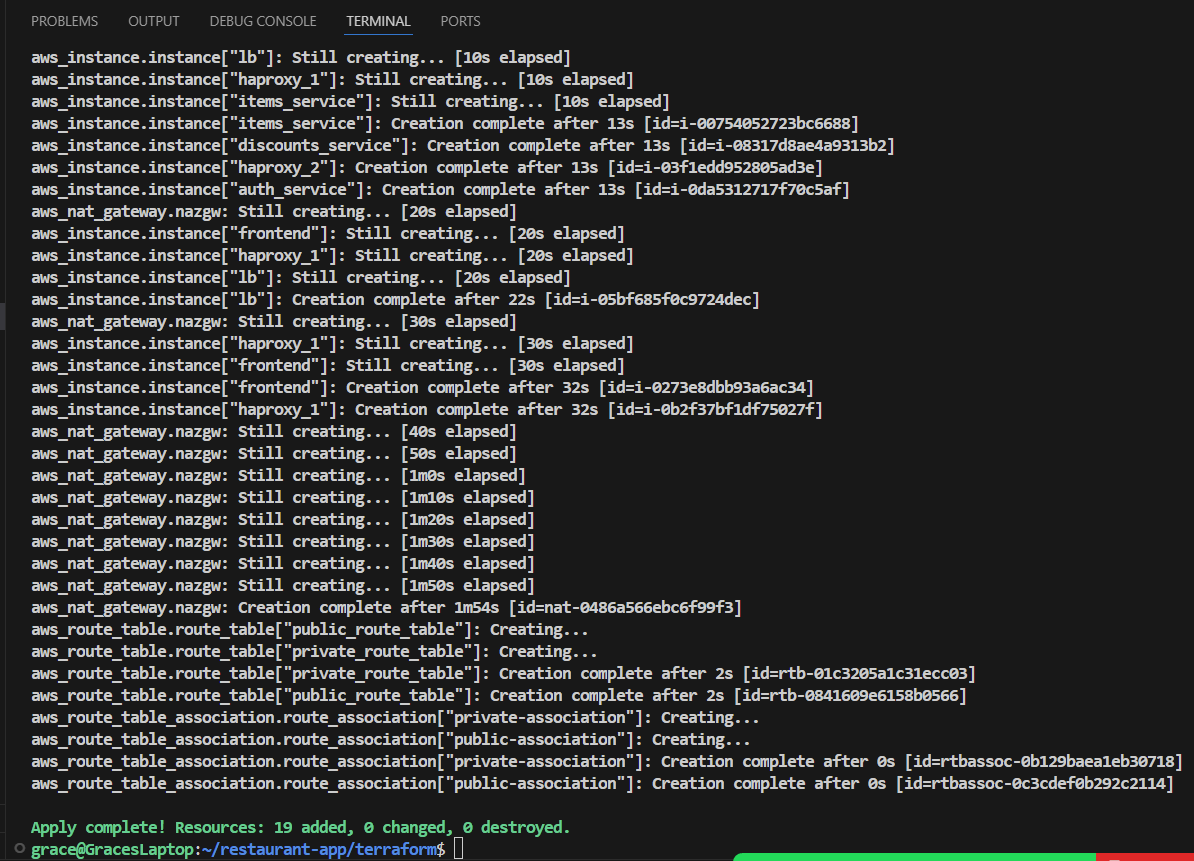 PROBLEMS OUTPUT DEBUG CONSOLE TERMINAL PORTS
aws_instance.instance["lb"]: Still creating... [10s elapsed]
aws_instance.instance["haproxy_1"]: Still creating... [10s elapsed]
aws_instance.instance["items_service"]: Still creating... [10s elapsed]
aws_instance.instance["items_service"]: Creation complete after 13s [id=i-00754052723bc6688]
aws_instance.instance["discounts_service"]: Creation complete after 13s [id=i-08317d8ae4a9313b2]
aws_instance.instance["haproxy_2"]: Creation complete after 13s [id=i-03f1edd952805ad3e]
aws_instance.instance["auth_service"]: Creation complete after 13s [id=i-0da5312717f70c5af]
aws_nat_gateway.nazgw: Still creating... [20s elapsed]
aws_instance.instance["frontend"]: Still creating... [20s elapsed]
aws_instance.instance["haproxy_1"]: Still creating... [20s elapsed]
aws_instance.instance["lb"]: Still creating... [20s elapsed]
aws_instance.instance["lb"]: Creation complete after 22s [id=i-05bf685f0c9724dec]
aws_nat_gateway.nazgw: Still creating... [30s elapsed]
aws_instance.instance["haproxy_1"]: Still creating... [30s elapsed]
aws_instance.instance["frontend"]: Still creating... [30s elapsed]
aws_instance.instance["frontend"]: Creation complete after 32s [id=i-0273e8dbb93a6ac34]
aws_instance.instance["haproxy_1"]: Creation complete after 32s [id=i-0b2f37bf1df75027f]
aws_nat_gateway.nazgw: Still creating... [40s elapsed]
aws_nat_gateway.nazgw: Still creating... [50s elapsed]
aws_nat_gateway.nazgw: Still creating... [1m0s elapsed]
aws_nat_gateway.nazgw: Still creating... [1m10s elapsed]
aws_nat_gateway.nazgw: Still creating... [1m20s elapsed]
aws_nat_gateway.nazgw: Still creating... [1m30s elapsed]
aws_nat_gateway.nazgw: Still creating... [1m40s elapsed]
aws_nat_gateway.nazgw: Still creating... [1m50s elapsed]
aws_nat_gateway.nazgw: Creation complete after 1m54s [id=nat-0486a566ebc6f99f3]
aws_route_table.route_table["public_route_table"]: Creating...
aws_route_table.route_table["private_route_table"]: Creating...
aws_route_table.route_table["private_route_table"]: Creation complete after 2s [id=rtb-01c3205a1c31ecc03]
aws_route_table.route_table["public_route_table"]: Creation complete after 2s [id=rtb-0841609e6158b0566]
aws_route_table_association.route_association["private-association"]: Creating...
aws_route_table_association.route_association["public-association"]: Creating...
aws_route_table_association.route_association["private-association"]: Creation complete after 0s [id=rtbassoc-0b129baea1eb30718]
aws_route_table_association.route_association["public-association"]: Creation complete after 0s [id=rtbassoc-0c3cdef0b292c2114]
Apply complete! Resources: 19 added, 0 changed, 0 destroyed.
grace@GracesLaptop:~/restaurant-app/terraform$